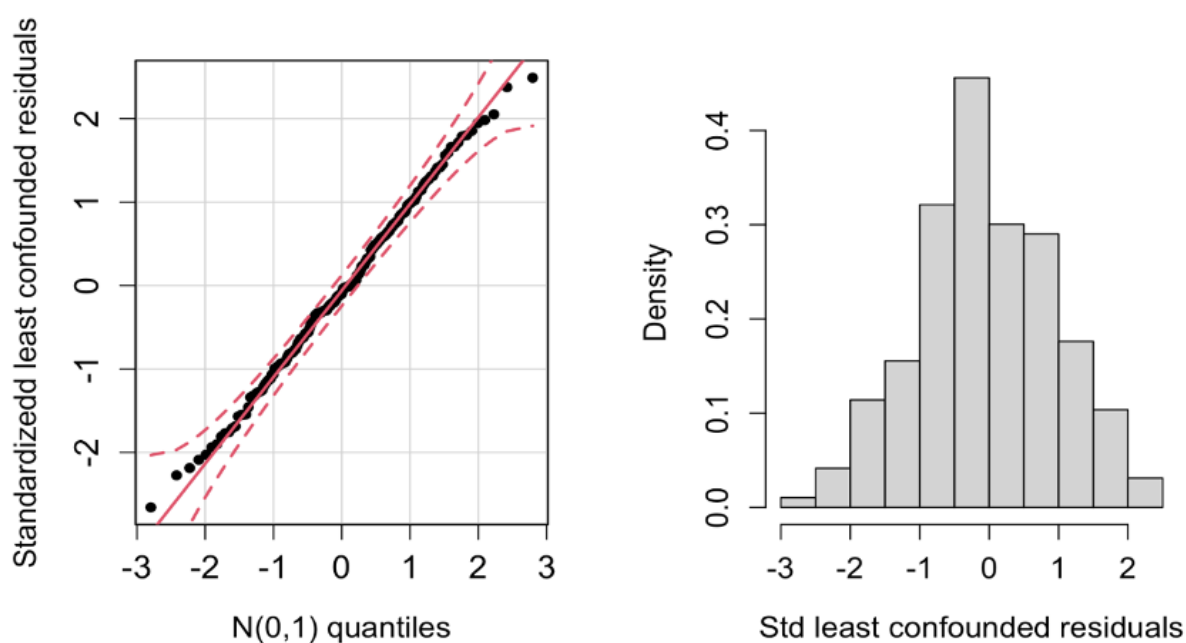 Standardizedd least confounded residuals
2
1
0
-1
-2
-3 -2 -1 0 1 2 3
N(0,1) quantiles
Density
0.4
0.3
0.2
0.1
0.0
-3 -2 -1 0 1 2
Std least confounded residuals